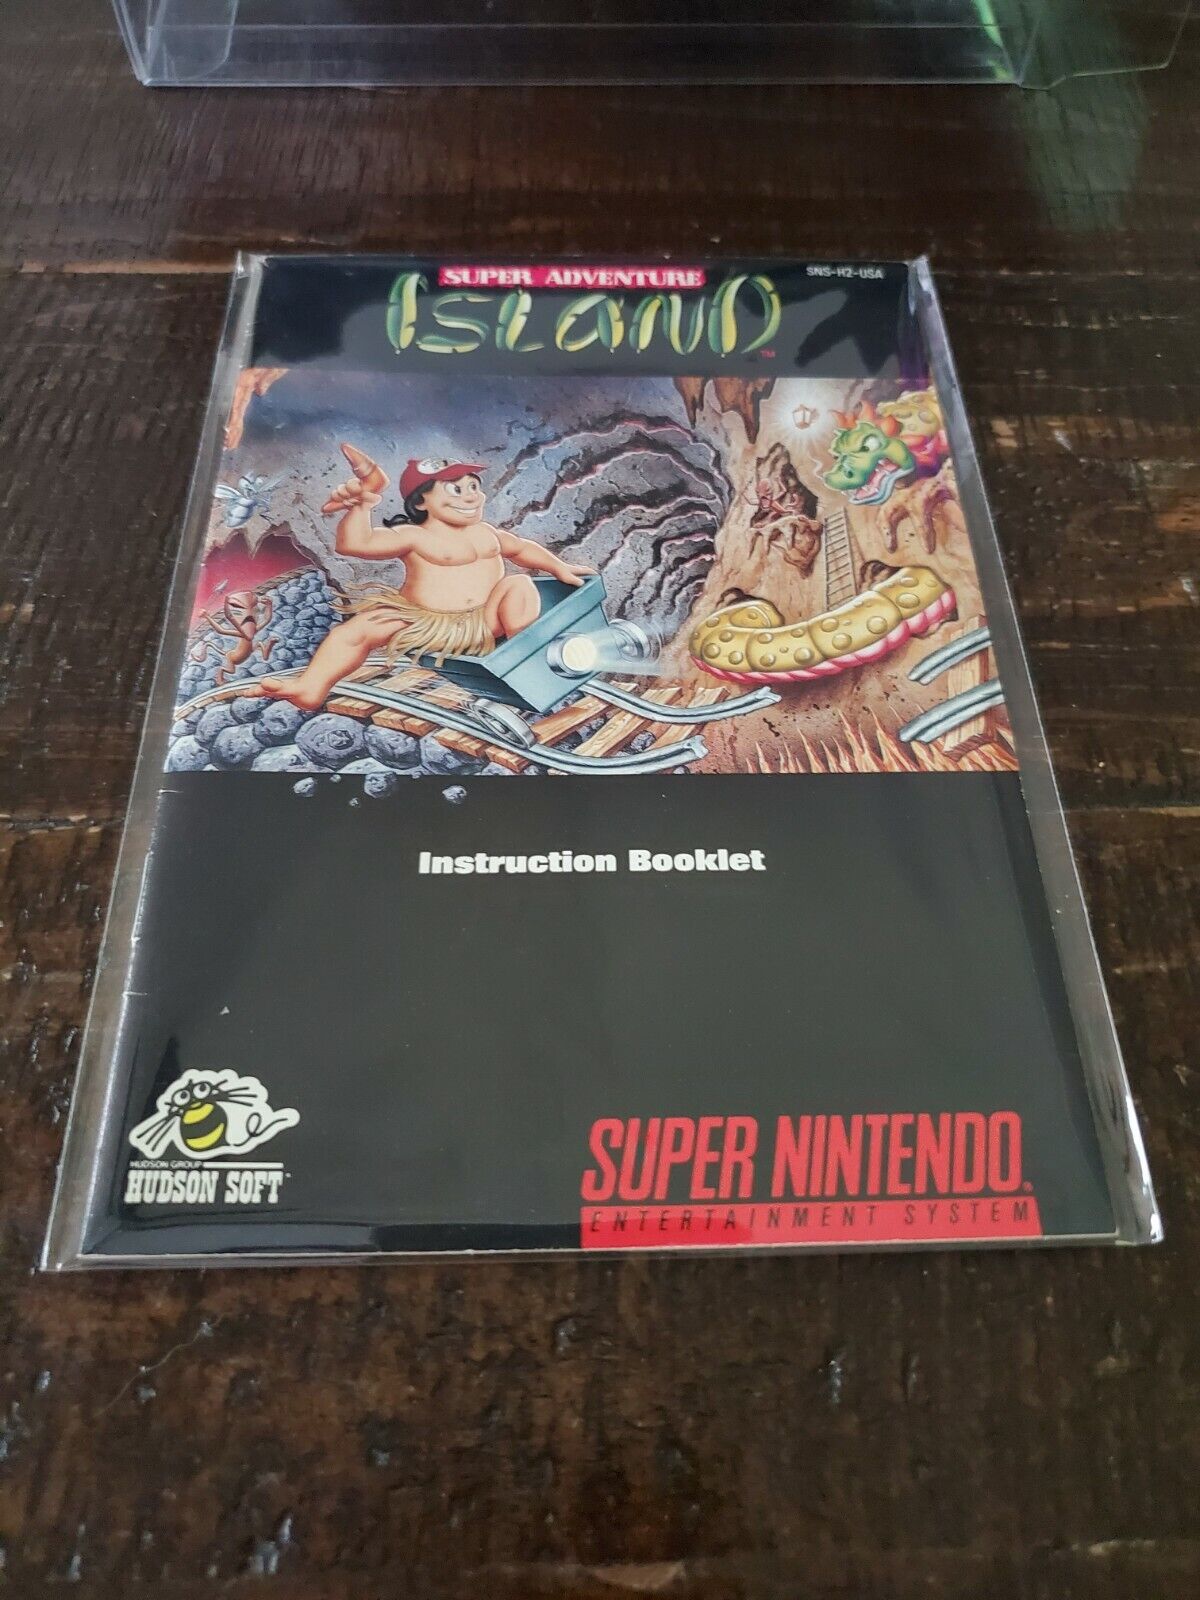 SUPER ADVENTURE
SNS-H2-USA
ISLAND
TM
Instruction Booklet
HUDSON GROUP
HUDSON SOFT
SUPER NINTENDO®
ENTERTAINMENT SYSTEM